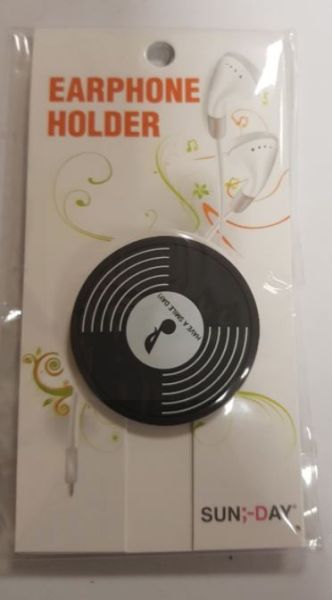 EARPHONE
HOLDER
HAVE A SMILE DAY!
SUN;-DAY